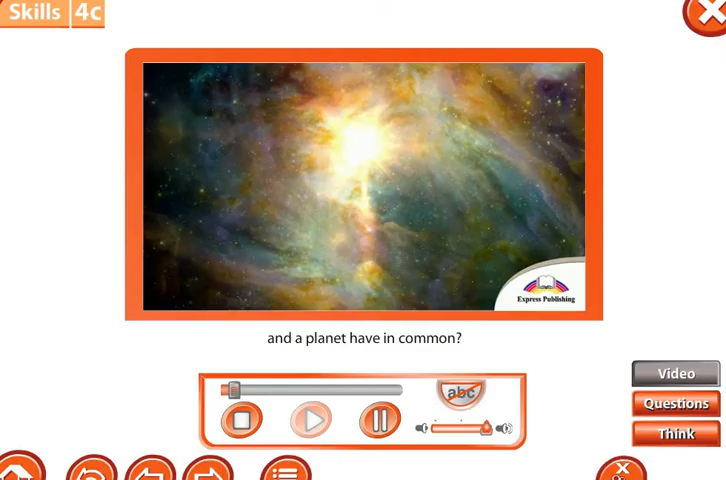 Skills 4c
Express Publishing
and a planet have in common?
abc
Video
Questions
Think